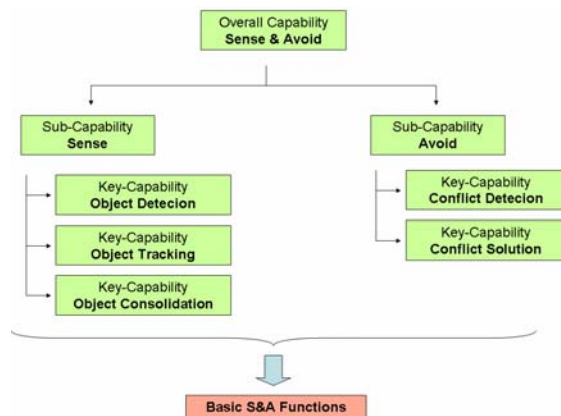 Overall Capability
Sense & Avoid
Sub-Capability
Sense
Sub-Capability
Avoid
Key-Capability
Object Detecion
Key-Capability
Object Tracking
Key-Capability
Object Consolidation
Key-Capability
Conflict Detecion
Key-Capability
Conflict Solution
Basic S&A Functions